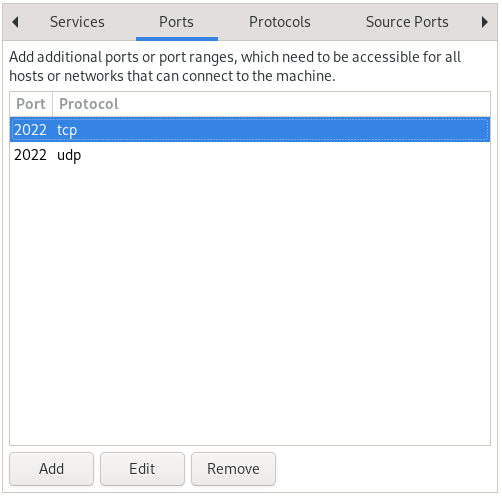 Services Ports Protocols Source Ports
Add additional ports or port ranges, which need to be accessible for all
hosts or networks that can connect to the machine.
Port Protocol
2022 tcp
2022 udp
Add Edit Remove